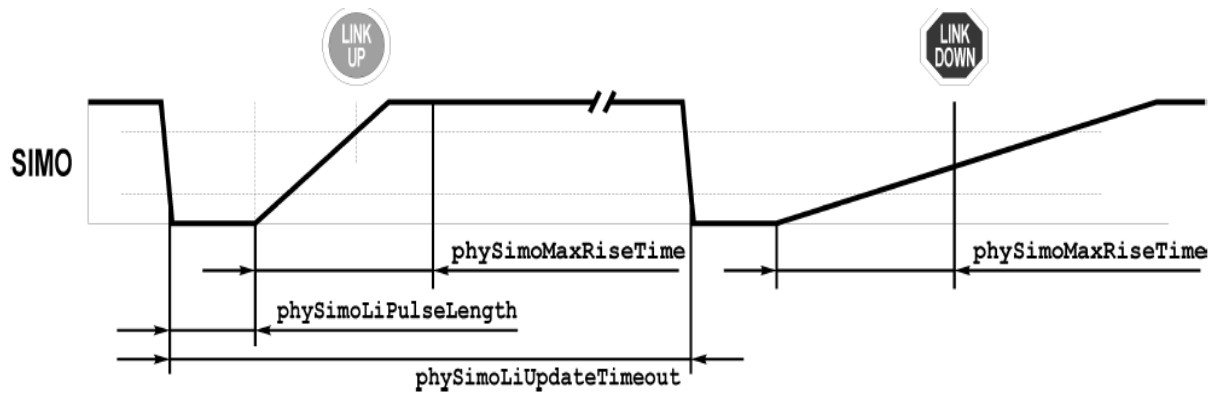 LINK
UP
LINK
DOWN
SIMO
phySimoMaxRiseTime
phySimoMaxRiseTime
phySimoLiPulseLength
phySimoLiUpdateTimeout